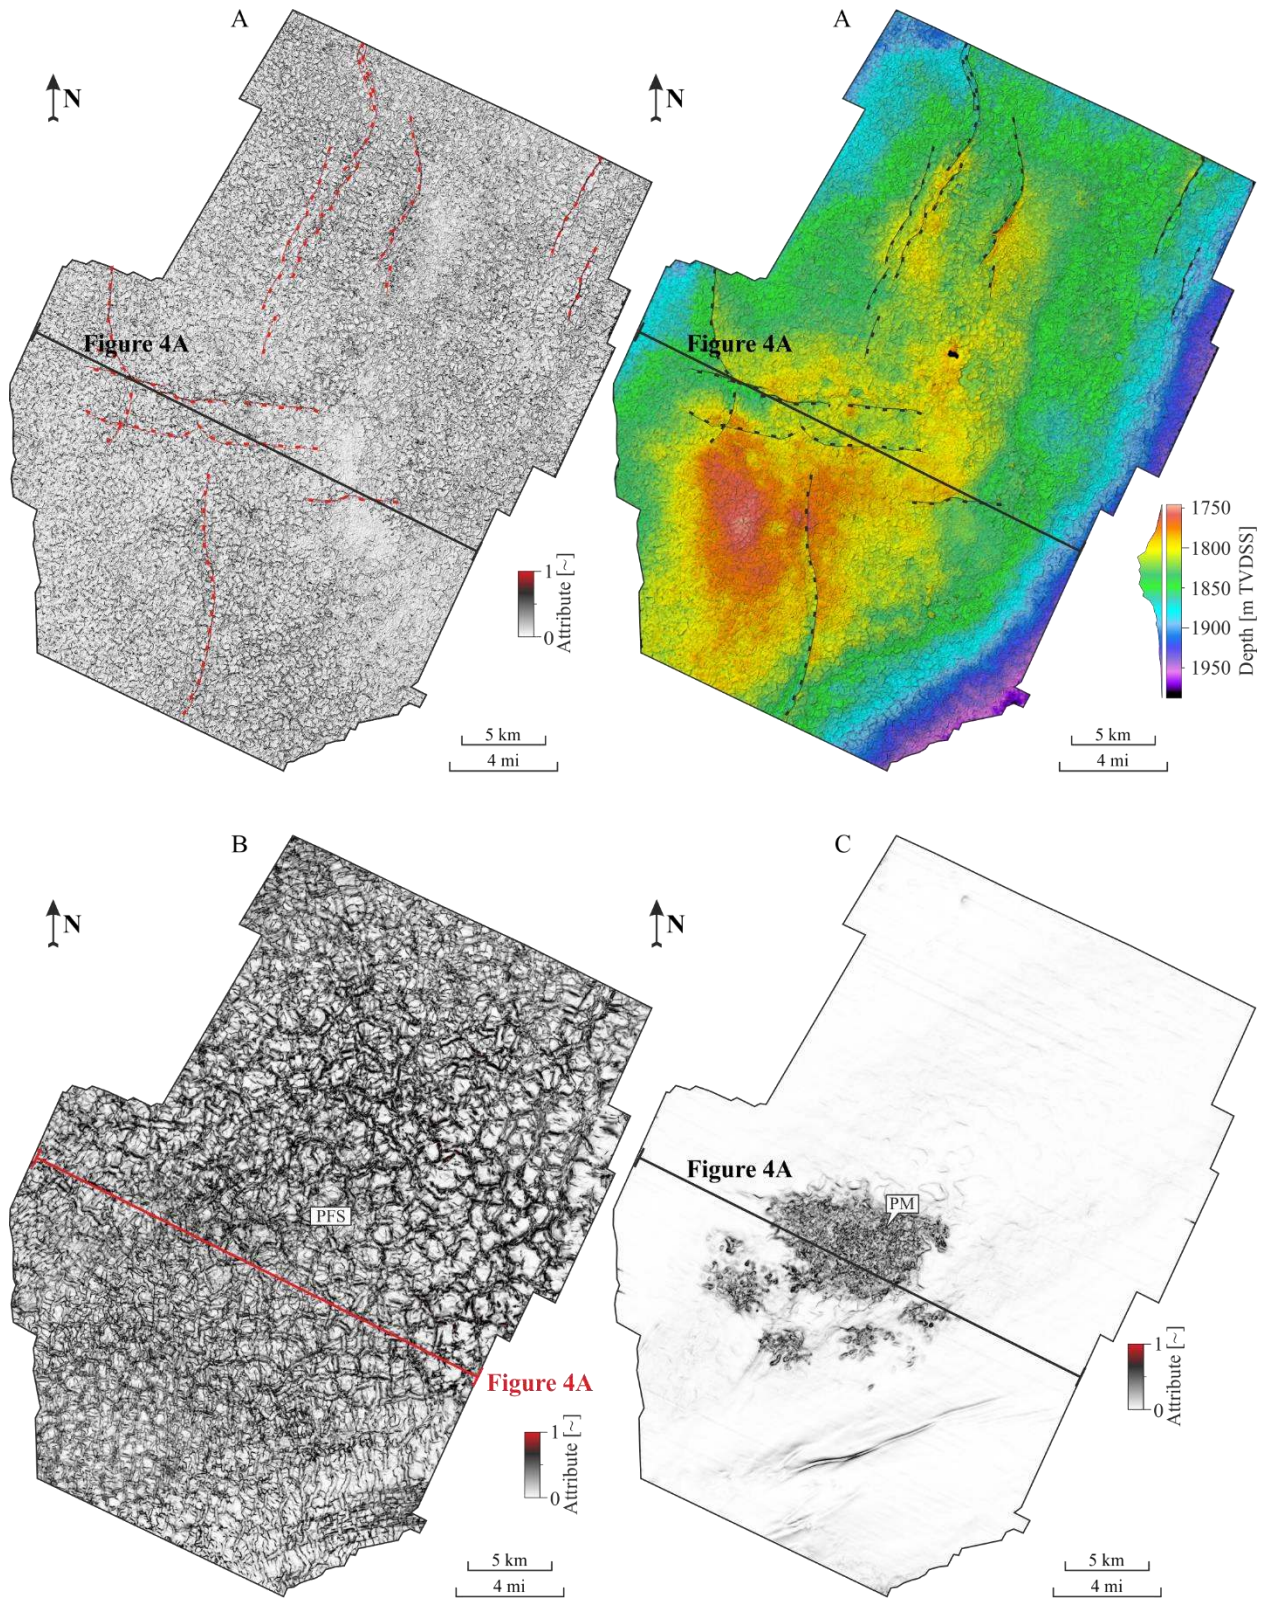 A
N
Figure 4A
1
0
Attribute [~]
5 km
4 mi
A
N
Figure 4A
1750
1800
1850
1900
1950
Depth [m TVDSS]
5 km
4 mi
B
N
PFS
Figure 4A
1
0
Attribute [~]
5 km
4 mi
C
N
Figure 4A
PM
1
0
Attribute [~]
5 km
4 mi